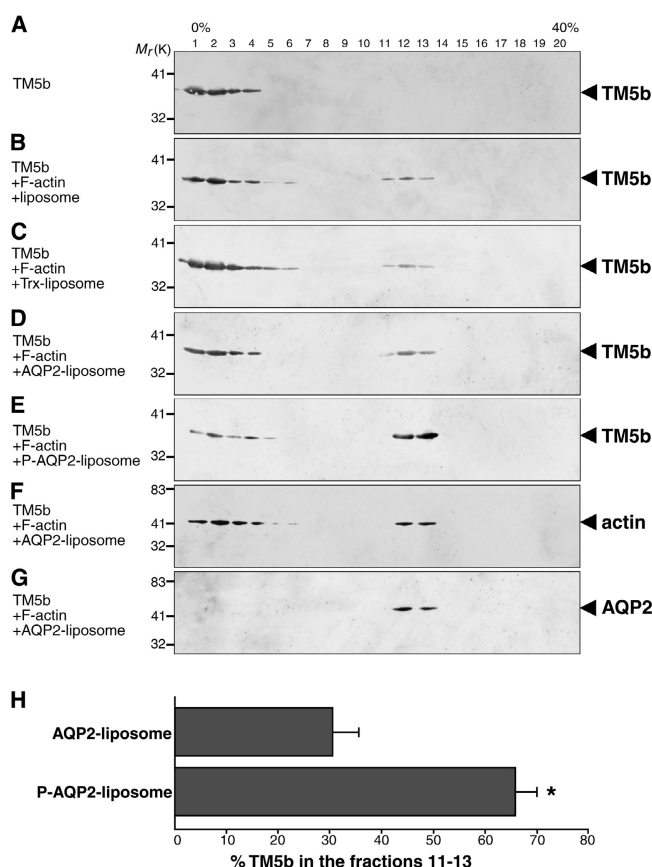 A
0% 40%
Mr(K) 1 2 3 4 5 6 7 8 9 10 11 12 13 14 15 16 17 18 19 20
TM5b
41
32
TM5b
B
TM5b
+F-actin
+liposome
41
32
TM5b
C
TM5b
+F-actin
+Trx-liposome
41
32
TM5b
D
TM5b
+F-actin
+AQP2-liposome
41
32
TM5b
E
TM5b
+F-actin
+P-AQP2-liposome
41
32
TM5b
F
TM5b
+F-actin
+AQP2-liposome
83
41
32
actin
G
TM5b
+F-actin
+AQP2-liposome
83
41
32
AQP2
H
AQP2-liposome
P-AQP2-liposome
*
0 10 20 30 40 50 60 70 80
% TM5b in the fractions 11-13